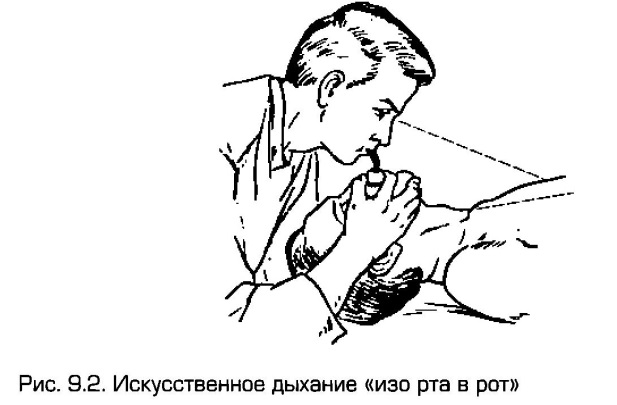 Рис. 9.2. Искусственное дыхание «изо рта в рот»